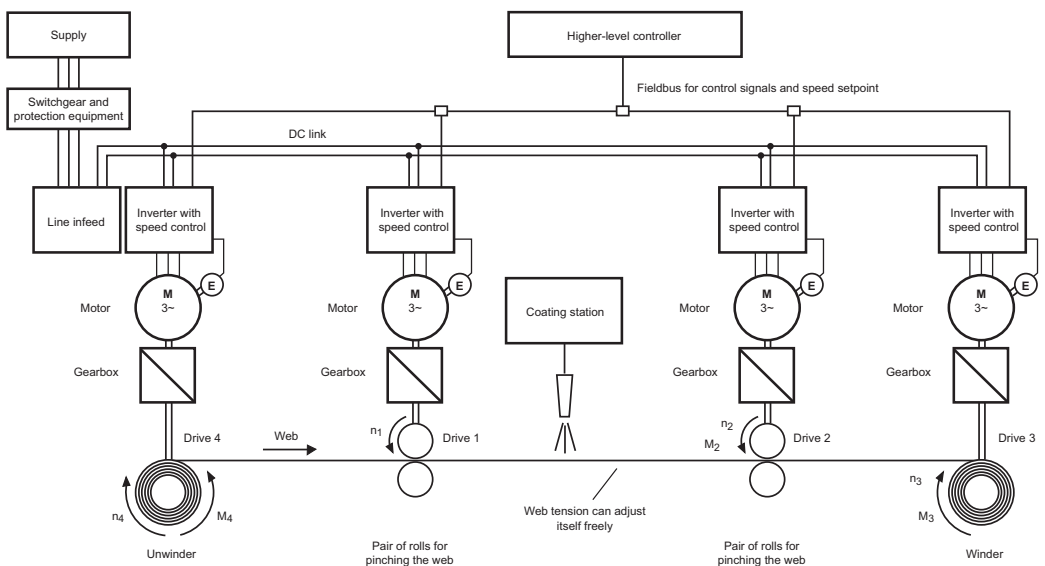 Supply
Higher-level controller
Switchgear and
protection equipment
Fieldbus for control signals and speed setpoint
DC link
Line infeed
Inverter with
speed control
Inverter with
speed control
Inverter with
speed control
Inverter with
speed control
E
E
E
E
Motor
M
3~
Motor
M
3~
Coating station
Motor
M
3~
Motor
M
3~
Gearbox
Gearbox
Gearbox
Gearbox
Drive 4
Web
n1
Drive 1
n2
M2
Drive 2
Drive 3
n4
M4
n3
M3
Web tension can adjust
itself freely
Unwinder
Pair of rolls for
pinching the web
Pair of rolls for
pinching the web
Winder